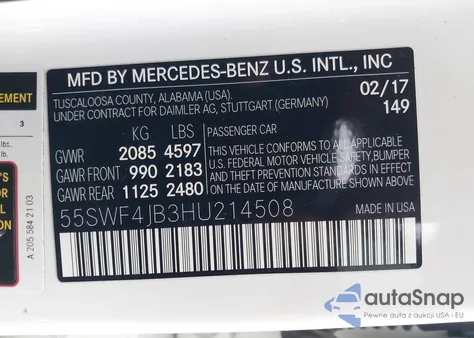 MFD BY MERCEDES-BENZ U.S. INTL., INC
TUSCALOOSA COUNTY, ALABAMA (USA).
UNDER CONTRACT FOR DAIMLER AG, STUTTGART (GERMANY)
02/17
149
KG LBS
GVWR 2085 4597
GAWR FRONT 990 2183
GAWR REAR 1125 2480
PASSENGER CAR
THIS VEHICLE CONFORMS TO ALL APPLICABLE
U.S. FEDERAL MOTOR VEHICLE SAFETY,BUMPER,
AND THEFT PREVENTION STANDARDS IN EFFECT
ON THE DATE OF MANUFACTURE SHOWN ABOVE.
55SWF4JB3HU214508
EMENT
3
lbs.
lb.
A 205 584 21 03
autoSnap
Pewne auta z aukcji USA i EU